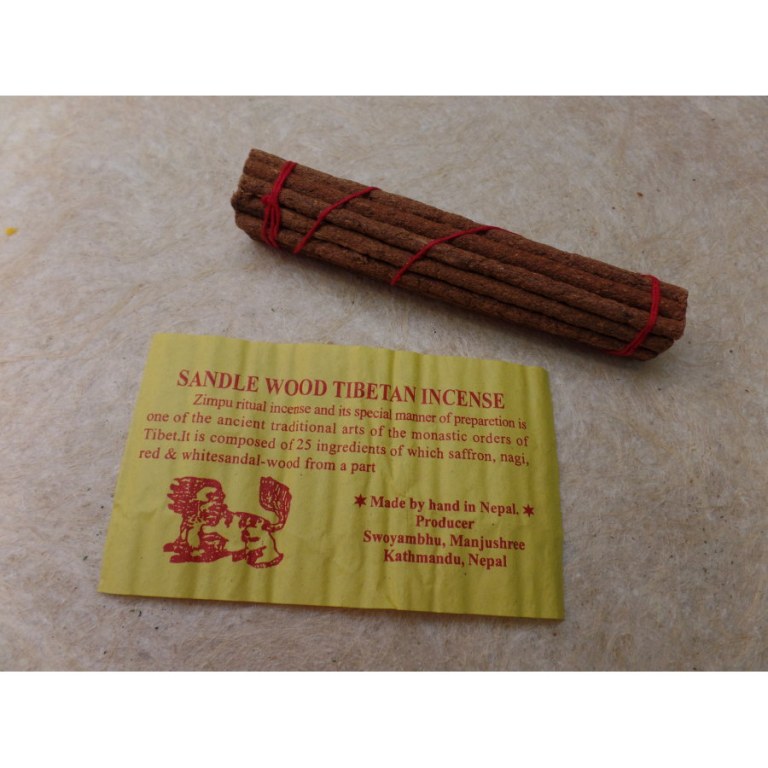 SANDLE WOOD TIBETAN INCENSE
Zimpu ritual incense and its special manner of preparetion is
one of the ancient traditional arts of the monastic orders of
Tibet.It is composed of 25 ingredients of which saffron, nagi,
red & whitesandal-wood from a part
✶ Made by hand in Nepal. ✶
Producer
Swoyambhu, Manjushree
Kathmandu, Nepal